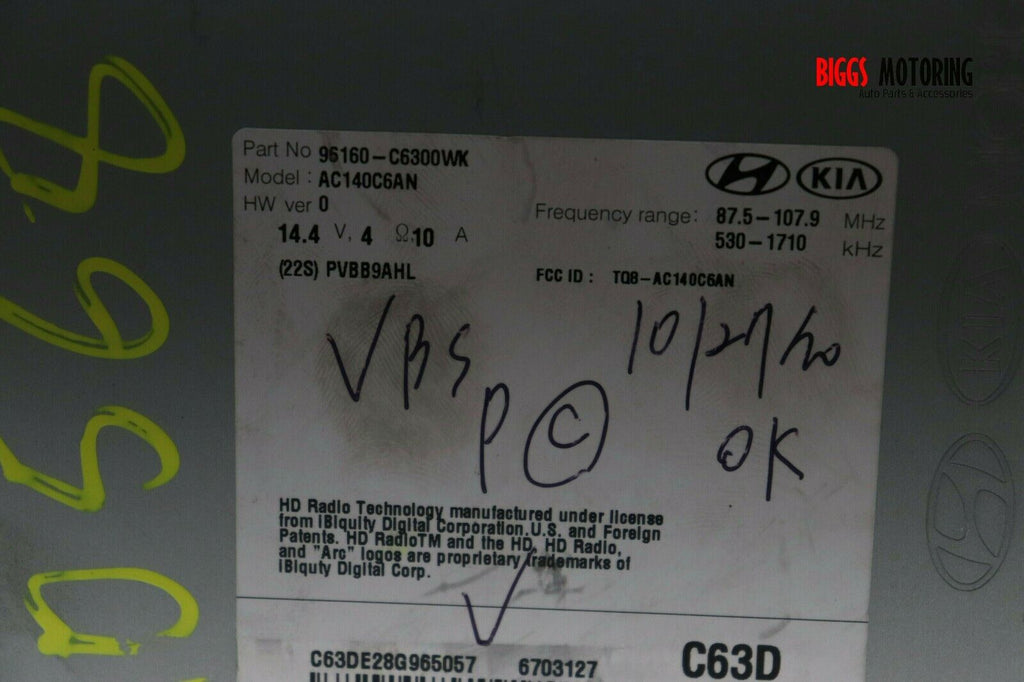 BIGGS MOTORING
Auto Parts & Accessories
Part No 96160-C6300WK
Model : AC140C6AN
HW ver 0
14.4 V, 4 Ω 10 A
(22S) PVBB9AHL
KIA
Frequency range: 87.5-107.9 MHz
530-1710 kHz
FCC ID : TQ8-AC140C6AN
VBS
10/27/20
P C
OK
HD Radio Technology manufactured under license
from iBiquity Digital Corporation.U.S. and Foreign
Patents. HD RadioTM and the HD, HD Radio,
and "Arc" logos are proprietary trademarks of
iBiquty Digital Corp.
C63DE28G965057 6703127 C63D
KIA